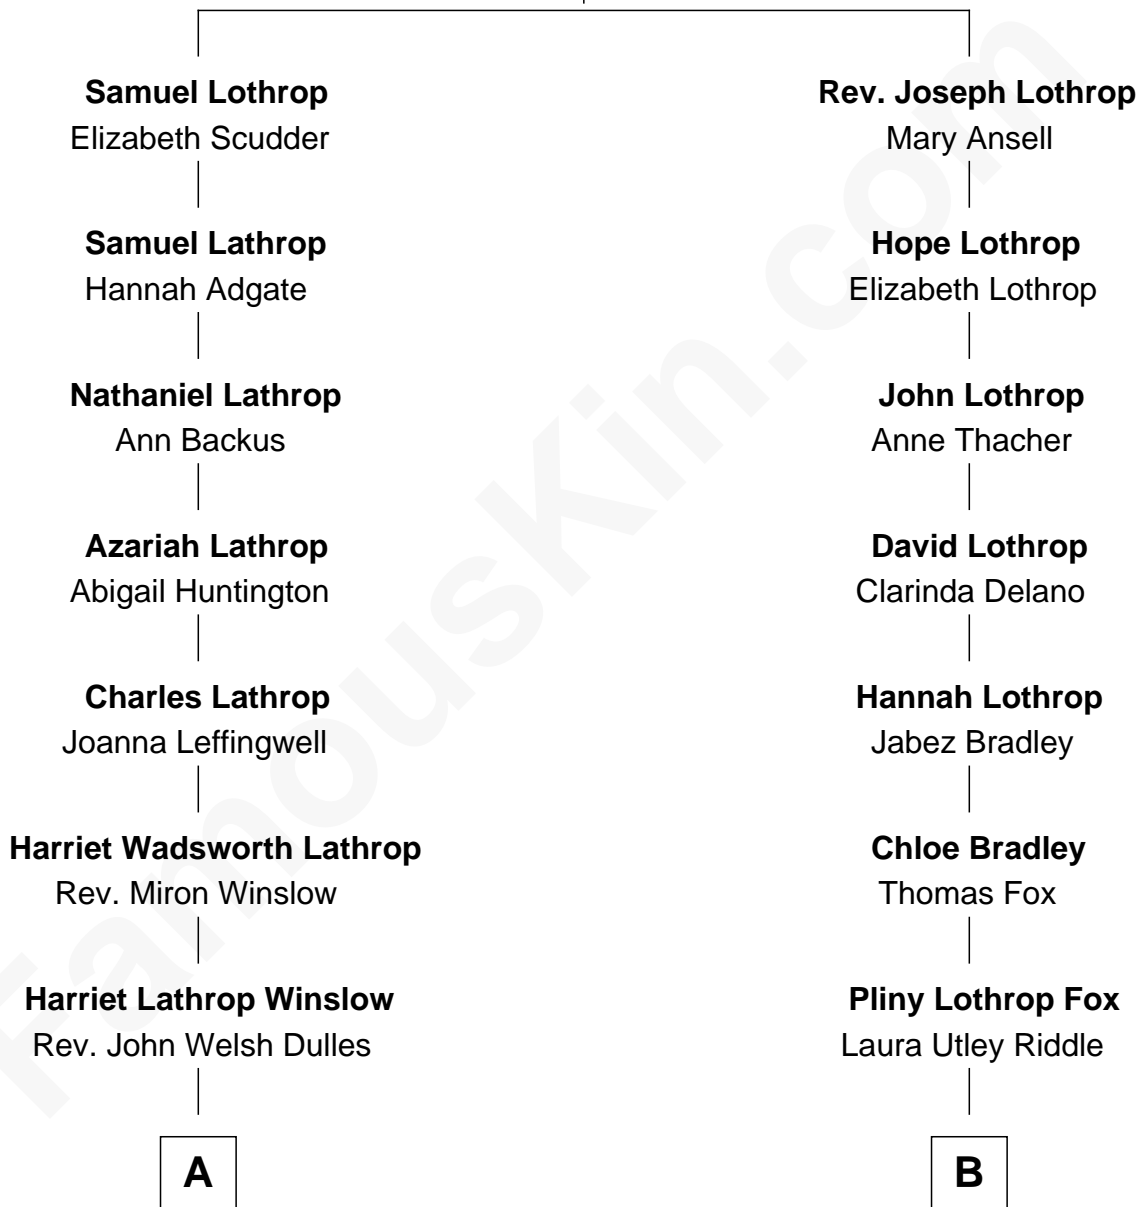 Samuel Lothrop
Elizabeth Scudder
Samuel Lathrop
Hannah Adgate
Nathaniel Lathrop
Ann Backus
Azariah Lathrop
Abigail Huntington
Charles Lathrop
Joanna Leffingwell
Harriet Wadsworth Lathrop
Rev. Miron Winslow
Harriet Lathrop Winslow
Rev. John Welsh Dulles
A
Rev. Joseph Lothrop
Mary Ansell
Hope Lothrop
Elizabeth Lothrop
John Lothrop
Anne Thacher
David Lothrop
Clarinda Delano
Hannah Lothrop
Jabez Bradley
Chloe Bradley
Thomas Fox
Pliny Lothrop Fox
Laura Utley Riddle
B
FamousKin.com